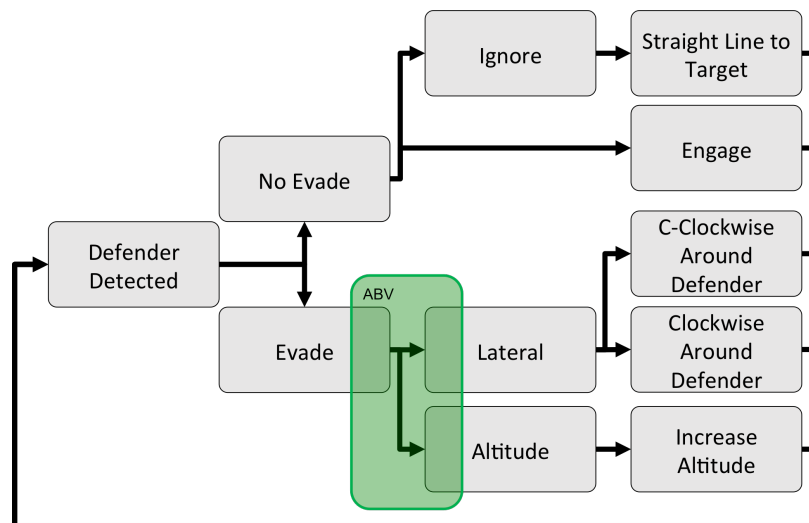 Ignore
Straight Line to
Target
Engage
No Evade
Defender
Detected
C-Clockwise
Around
Defender
ABV
Evade
Lateral
Clockwise
Around
Defender
Altitude
Increase
Altitude